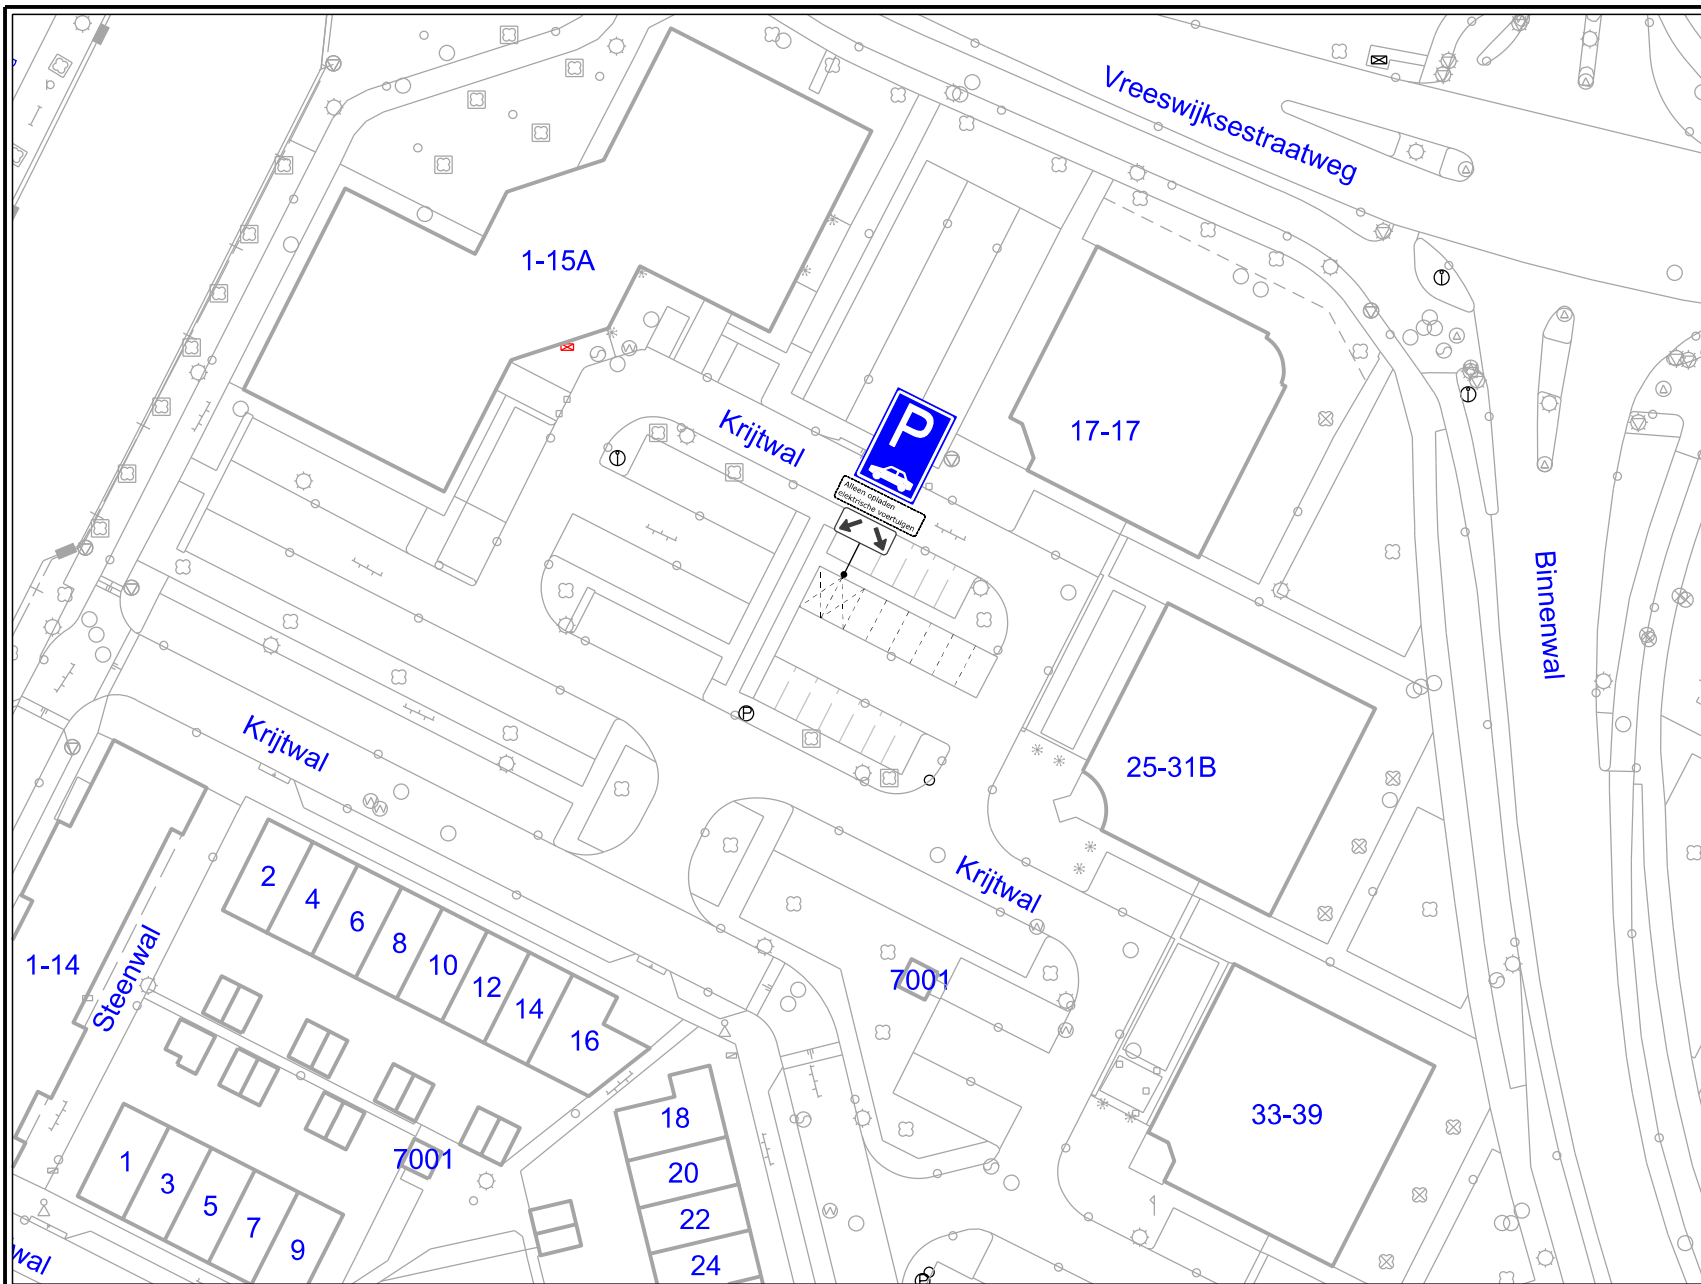 Vreeswijksestraatweg
1-15A
Krijtwal
P
Alleen opladen
elektrische voertuigen
17-17
Binnenwal
P
Krijtwal
25-31B
Krijtwal
2
4
6
8
10
12
14
16
1-14
Steenwal
7001
18
20
22
24
33-39
7001
1
3
5
7
9
wal
P